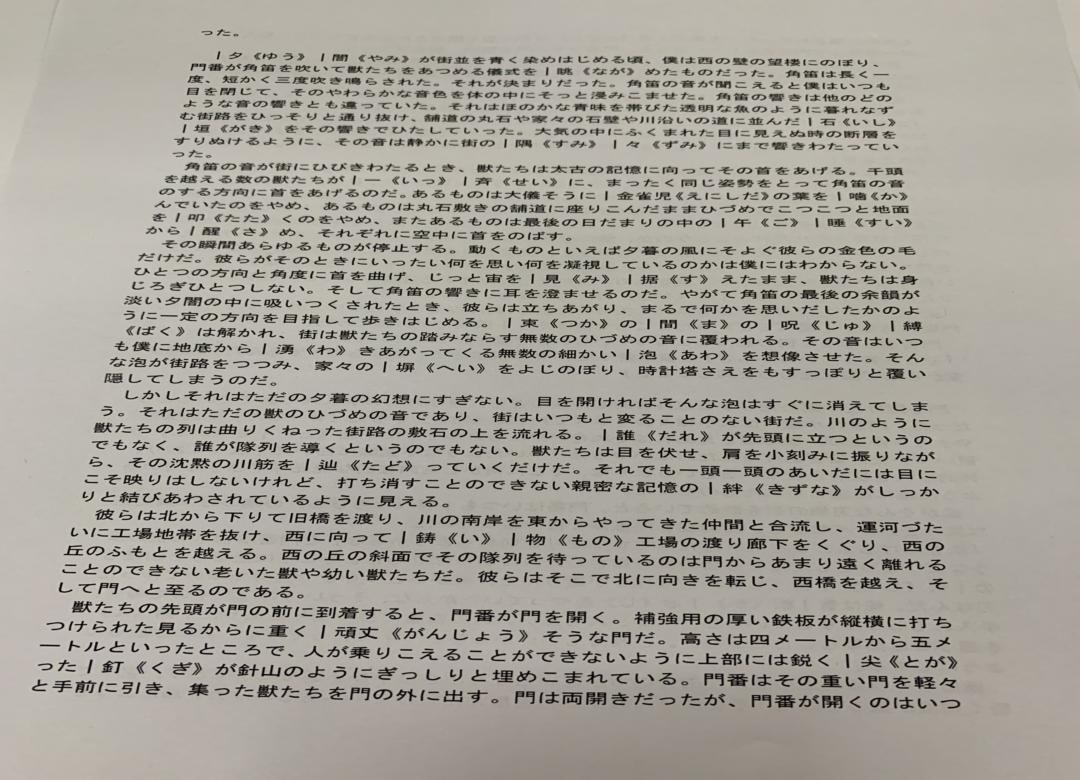 った。
｜夕《ゆう》｜闇《やみ》が街並を青く染めはじめる頃、僕は西の壁の望楼にのぼり、
門番が角笛を吹いて獣たちをあつめる儀式を｜眺《なが》めたものだった。角笛は長く一
度、短かく三度吹き鳴らされた。それが決まりだった。角笛の音が聞こえると僕はいつも
目を閉じて、そのやわらかな音色を体の中にそっと浸みこませた。角笛の響きは他のどの
ような音の響きとも違っていた。それはほのかな青味を帯びた透明な魚のように暮れなず
む街路をひっそりと通り抜け、舗道の丸石や家々の石壁や川沿いの道に並んだ｜石《いし》
｜垣《がき》をその響きでひたしていった。大気の中にふくまれた目に見えぬ時の断層を
すりぬけるように、その音は静かに街の｜隅《すみ》｜々《ずみ》にまで響きわたってい
った。
角笛の音が街にひびきわたるとき、獣たちは太古の記憶に向ってその首をあげる。千頭
を越える数の獣たちが｜一《いっ》｜斉《せい》に、まったく同じ姿勢をとって角笛の音
のする方向に首をあげるのだ。あるものは大儀そうに｜金雀児《えにしだ》の葉を｜噛《か》
んでいたのをやめ、あるものは丸石敷きの舗道に座りこんだままひづめでこつこつと地面
を｜叩《たた》くのをやめ、またあるものは最後の日だまりの中の｜午《ご》｜睡《すい》
から｜醒《さ》め、それぞれに空中に首をのばす。
その瞬間あらゆるものが停止する。動くものといえば夕暮の風にそよぐ彼らの金色の毛
だけだ。彼らがそのときにいったい何を思い何を凝視しているのかは僕にはわからない。
ひとつの方向と角度に首を曲げ、じっと宙を｜見《み》｜据《す》えたまま、獣たちは身
じろぎひとつしない。そして角笛の響きに耳を澄ませるのだ。やがて角笛の最後の余韻が
淡い夕闇の中に吸いつくされたとき、彼らは立ちあがり、まるで何かを思いだしたかのよ
うに一定の方向を目指して歩きはじめる。｜束《つか》の｜間《ま》の｜呪《じゅ》｜縛
《ばく》は解かれ、街は獣たちの踏みならす無数のひづめの音に覆われる。その音はいつ
も僕に地底から｜湧《わ》きあがってくる無数の細かい｜泡《あわ》を想像させた。そん
な泡が街路をつつみ、家々の｜塀《へい》をよじのぼり、時計塔さえをもすっぽりと覆い
隠してしまうのだ。
しかしそれはただの夕暮の幻想にすぎない。目を開ければそんな泡はすぐに消えてしま
う。それはただの獣のひづめの音であり、街はいつもと変ることのない街だ。川のように
獣たちの列は曲りくねった街路の敷石の上を流れる。｜誰《だれ》が先頭に立つというの
でもなく、誰が隊列を導くというのでもない。獣たちは目を伏せ、肩を小刻みに振りなが
ら、その沈黙の川筋を｜辿《たど》っていくだけだ。それでも一頭一頭のあいだには目に
こそ映りはしないけれど、打ち消すことのできない親密な記憶の｜絆《きずな》がしっか
りと結びあわされているように見える。
彼らは北から下りて旧橋を渡り、川の南岸を東からやってきた仲間と合流し、運河づた
いに工場地帯を抜け、西に向って｜鋳《い》｜物《もの》工場の渡り廊下をくぐり、西の
丘のふもとを越える。西の丘の斜面でその隊列を待っているのは門からあまり遠く離れる
ことのできない老いた獣や幼い獣たちだ。彼らはそこで北に向きを転じ、西橋を越え、そ
して門へと至るのである。
獣たちの先頭が門の前に到着すると、門番が門を開く。補強用の厚い鉄板が縦横に打ち
つけられた見るからに重く｜頑丈《がんじょう》そうな門だ。高さは四メートルから五メ
ートルといったところで、人が乗りこえることができないように上部には鋭く｜尖《とが》
った｜釘《くぎ》が針山のようにぎっしりと埋めこまれている。門番はその重い門を軽々
と手前に引き、集った獣たちを門の外に出す。門は両開きだったが、門番が開くのはいつ